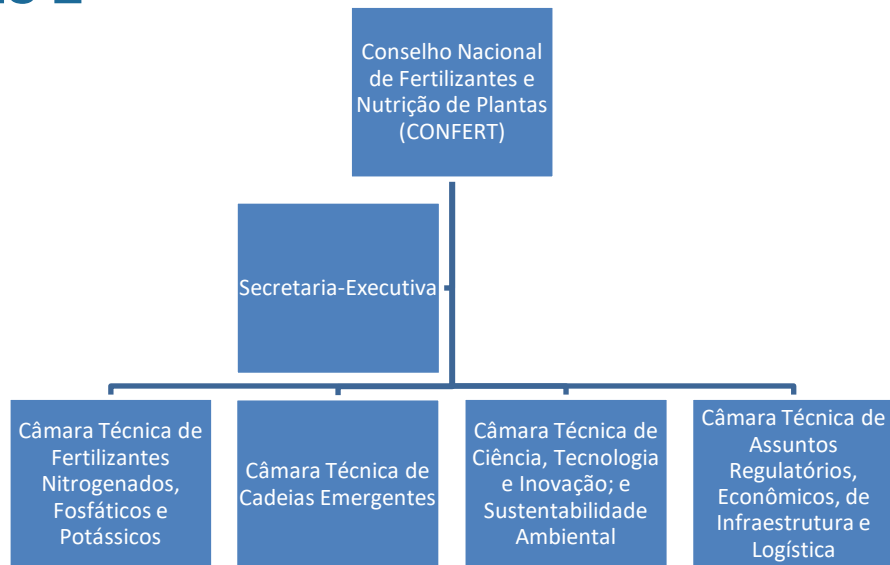 Conselho Nacional
de Fertilizantes e
Nutrição de Plantas
(CONFERT)
Secretaria-Executiva
Câmara Técnica de
Fertilizantes
Nitrogenados,
Fosfáticos e
Potássicos
Câmara Técnica de
Cadeias Emergentes
Câmara Técnica de
Ciência, Tecnologia
e Inovação; e
Sustentabilidade
Ambiental
Câmara Técnica de
Assuntos
Regulatórios,
Econômicos, de
Infraestrutura e
Logística